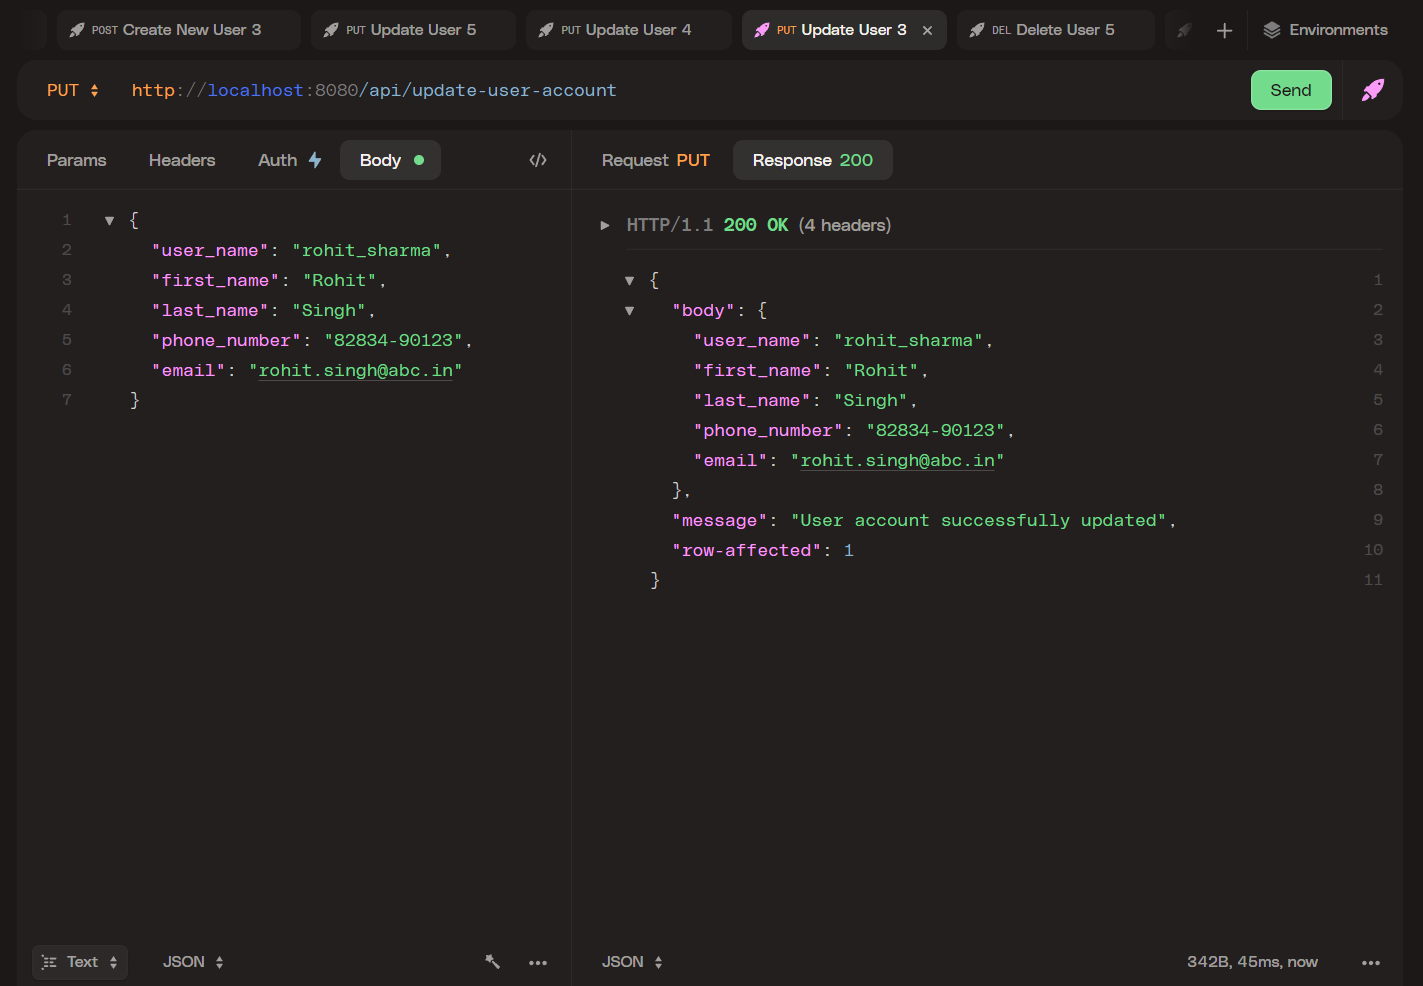 POST Create New User 3 PUT Update User 5 PUT Update User 4 PUT Update User 3 × DEL Delete User 5 + Environments
PUT http://localhost:8080/api/update-user-account Send
Params Headers Auth Body </> Request PUT Response 200
1 {
2 "user_name": "rohit_sharma",
3 "first_name": "Rohit",
4 "last_name": "Singh",
5 "phone_number": "82834-90123",
6 "email": "rohit.singh@abc.in"
7 }
HTTP/1.1 200 OK (4 headers)
{ 1
"body": { 2
"user_name": "rohit_sharma", 3
"first_name": "Rohit", 4
"last_name": "Singh", 5
"phone_number": "82834-90123", 6
"email": "rohit.singh@abc.in" 7
}, 8
"message": "User account successfully updated", 9
"row-affected": 1 10
} 11
Text JSON ••• JSON 342B, 45ms, now •••